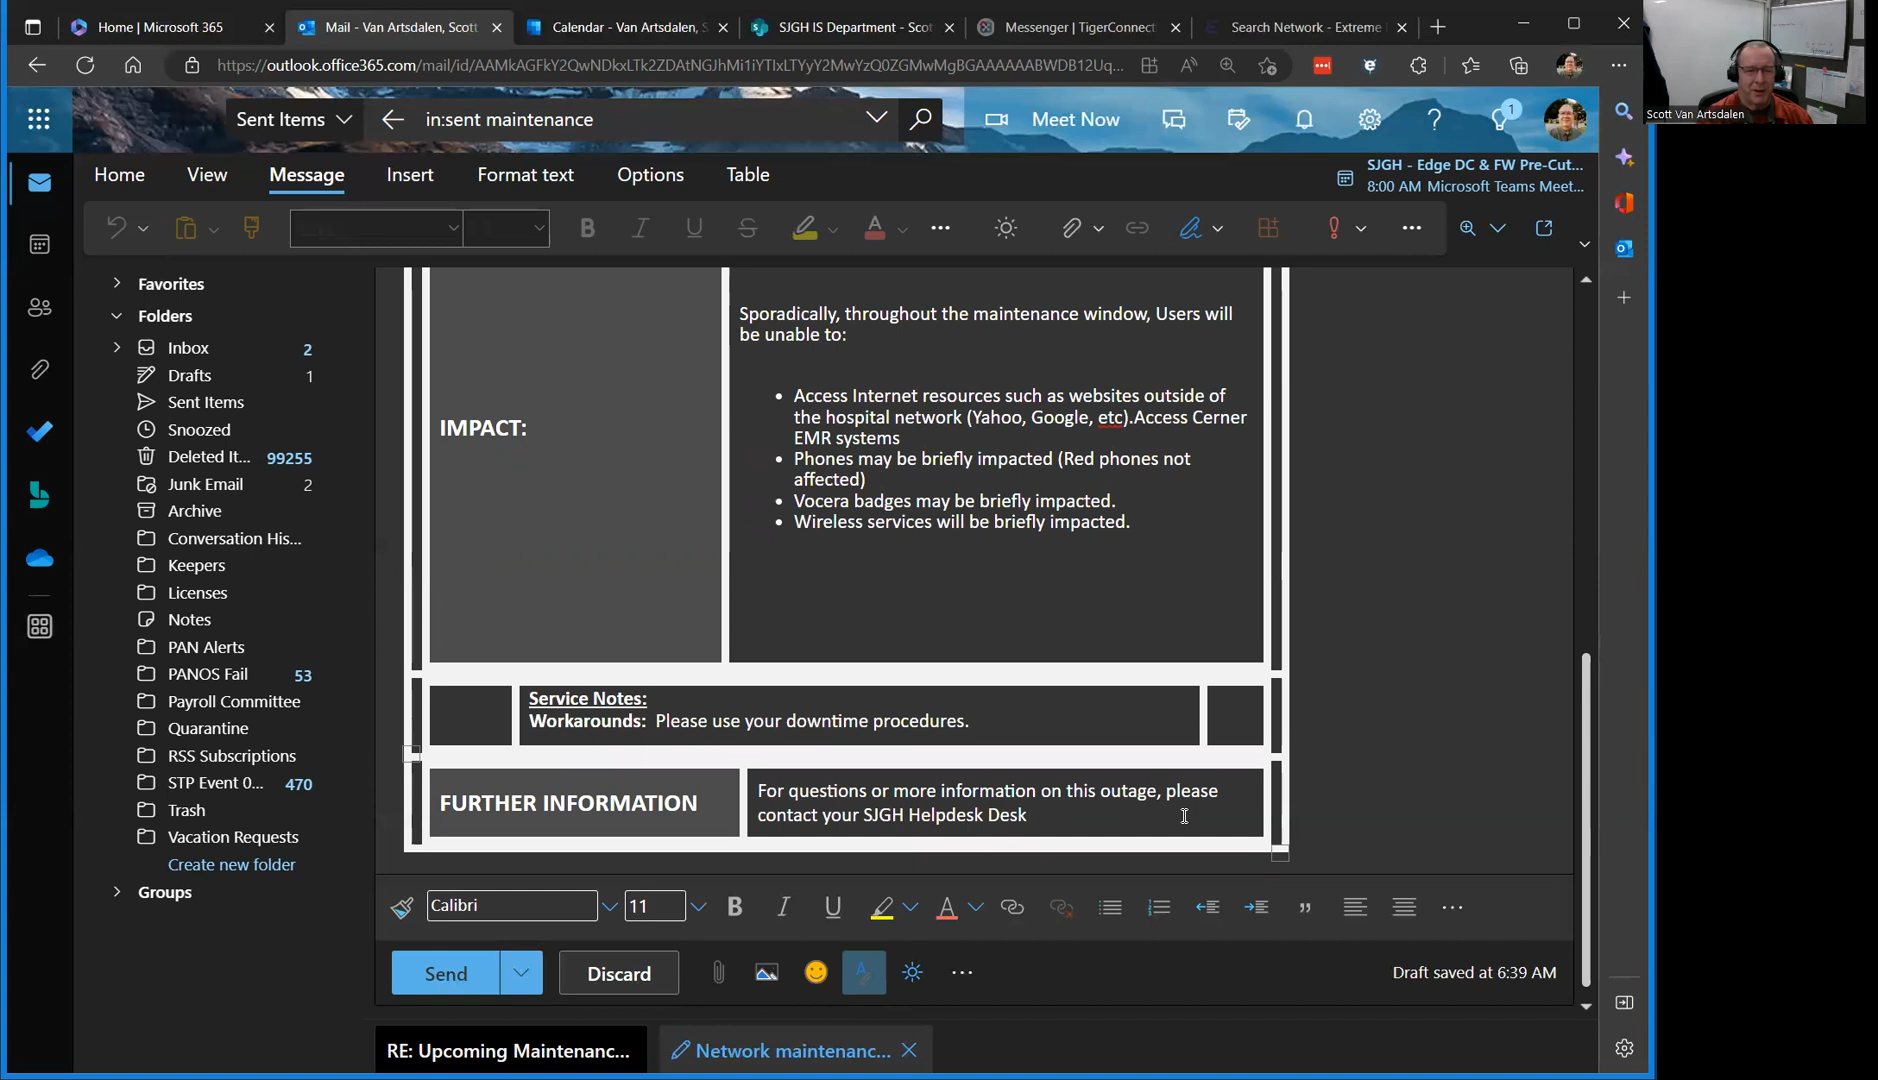 Home | Microsoft 365
Mail - Van Artsdalen, Scott
Calendar - Van Artsdalen, S
SJGH IS Department - Scot
Messenger | TigerConnect
Search Network - Extreme
https://outlook.office365.com/mail/id/AAMkAGFkY2QwNDkxLTk2ZDAtNGJhMi1iYTIxLTYyY2MwYzQ0ZGMwMgBGAAAAAABWDB12Uq...
Scott Van Artsdalen
Sent Items
in:sent maintenance
Meet Now
1
Home
View
Message
Insert
Format text
Options
Table
SJGH - Edge DC & FW Pre-Cut...
8:00 AM Microsoft Teams Meet...
Favorites
Folders
Inbox 2
Drafts 1
Sent Items
Snoozed
Deleted It... 99255
Junk Email 2
Archive
Conversation His...
Keepers
Licenses
Notes
PAN Alerts
PANOS Fail 53
Payroll Committee
Quarantine
RSS Subscriptions
STP Event 0... 470
Trash
Vacation Requests
Create new folder
Groups
IMPACT:
Sporadically, throughout the maintenance window, Users will
be unable to:
• Access Internet resources such as websites outside of
the hospital network (Yahoo, Google, etc).Access Cerner
EMR systems
• Phones may be briefly impacted (Red phones not
affected)
• Vocera badges may be briefly impacted.
• Wireless services will be briefly impacted.
Service Notes:
Workarounds: Please use your downtime procedures.
FURTHER INFORMATION
For questions or more information on this outage, please
contact your SJGH Helpdesk Desk
Calibri
11
Send
Discard
Draft saved at 6:39 AM
RE: Upcoming Maintenanc...
Network maintenanc...